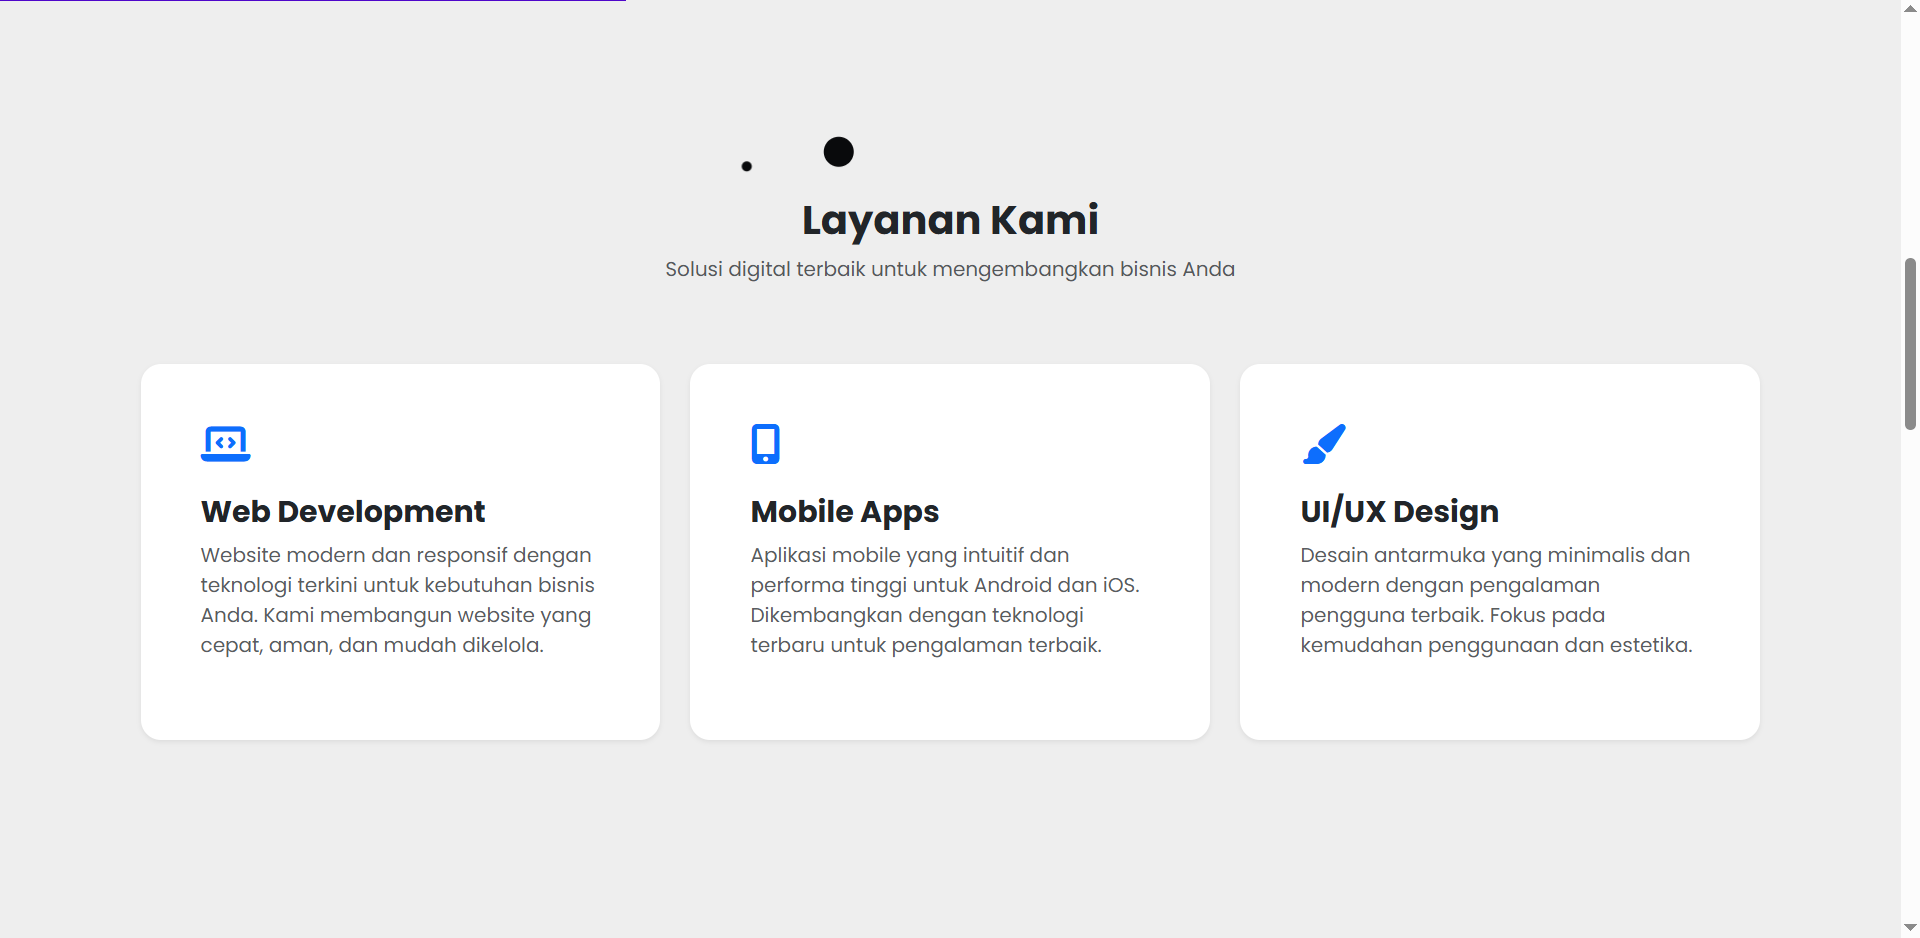 Layanan Kami
Solusi digital terbaik untuk mengembangkan bisnis Anda
Web Development
Website modern dan responsif dengan
teknologi terkini untuk kebutuhan bisnis
Anda. Kami membangun website yang
cepat, aman, dan mudah dikelola.
Mobile Apps
Aplikasi mobile yang intuitif dan
performa tinggi untuk Android dan iOS.
Dikembangkan dengan teknologi
terbaru untuk pengalaman terbaik.
UI/UX Design
Desain antarmuka yang minimalis dan
modern dengan pengalaman
pengguna terbaik. Fokus pada
kemudahan penggunaan dan estetika.